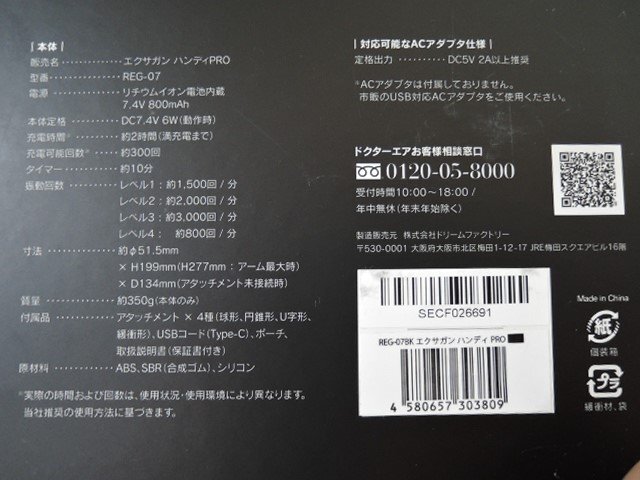 | 本体 |
販売名 エクサガン ハンディPRO
型番 REG-07
電源 リチウムイオン電池内蔵
7.4V 800mAh
本体定格 DC7.4V 6W(動作時)
充電時間※ 約2時間(満充電まで)
充電可能回数※ 約300回
タイマー 約10分
振動回数 レベル1：約1,500回 / 分
レベル2：約2,000回 / 分
レベル3：約3,000回 / 分
レベル4： 約800回 / 分
寸法 約φ51.5mm
× H199mm(H277mm：アーム最大時)
× D134mm(アタッチメント未接続時)
質量 約350g(本体のみ)
付属品 アタッチメント × 4種(球形、円錐形、U字形、
緩衝形)、USBコード(Type-C)、ポーチ、
取扱説明書(保証書付き)
原材料 ABS、SBR(合成ゴム)、シリコン
※実際の時間および回数は、使用状況・使用環境により異なります。
当社推奨の使用方法に基づきます。
| 対応可能なACアダプタ仕様 |
定格出力 DC5V 2A以上推奨
※ACアダプタは付属しておりません。
市販のUSB対応ACアダプタをご使用ください。
ドクターエアお客様相談窓口
0120-05-8000
受付時間10:00～18:00 /
年中無休(年末年始除く)
製造販売元 株式会社ドリームファクトリー
〒530-0001 大阪府大阪市北区梅田1-12-17 JRE梅田スクエアビル16階
SECF026691
REG-07BK エクサガン ハンディ PRO
4 580657 303809
Made in China
紙
個装箱
プラ
緩衝材、袋